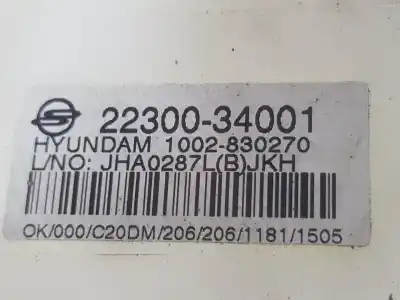 22300-34001
HYUNDAM 1002-830270
L/NO: JHA0287L(B)JKH
OK/000/C20DM/206/206/1181/1505